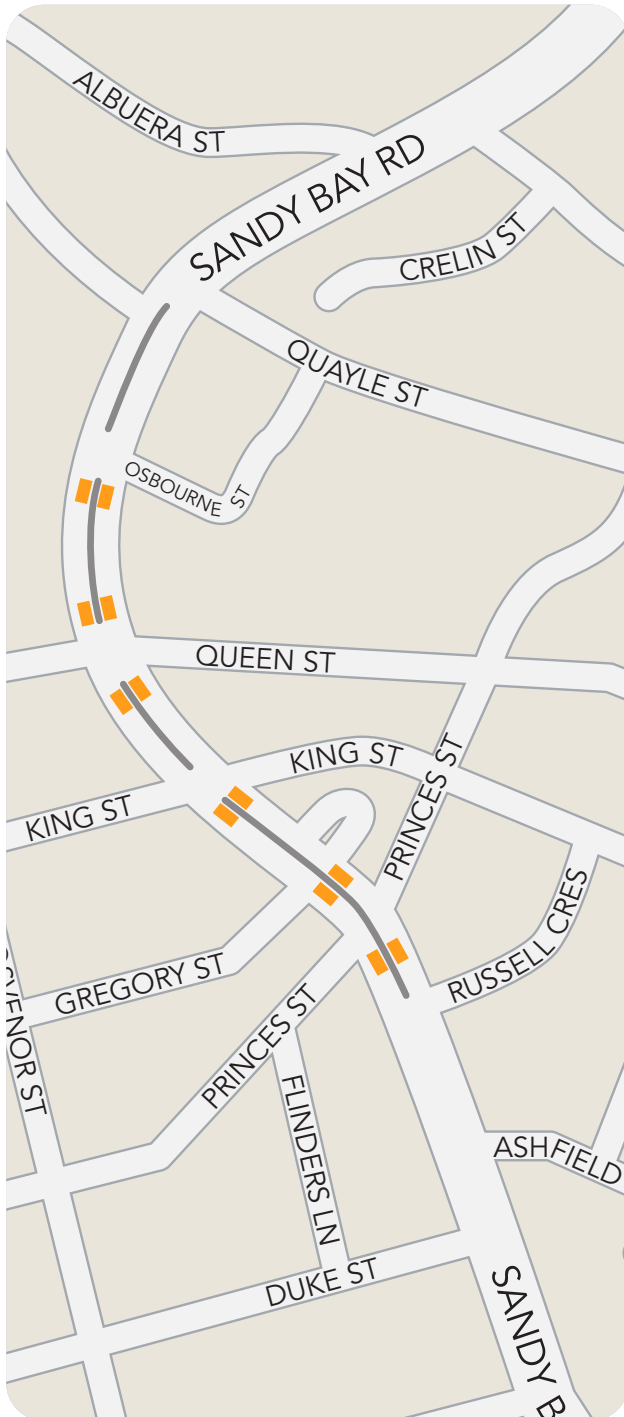 ALBUERA ST
SANDY BAY RD
CRELIN ST
QUAYLE ST
OSBOURNE ST
QUEEN ST
KING ST
PRINCES ST
KING ST
RUSSELL CRES
GREGORY ST
PRINCES ST
FLINDERS LN
ASHFIELD
DUKE ST
SANDY B